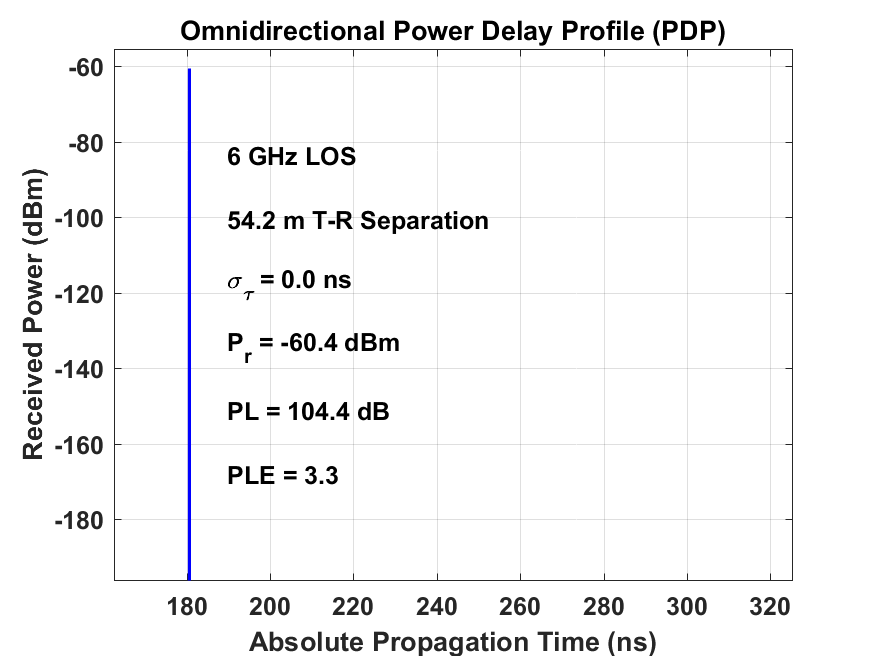 Omnidirectional Power Delay Profile (PDP)
-60
-80
-100
-120
-140
-160
-180
Received Power (dBm)
6 GHz LOS
54.2 m T-R Separation
σ_τ = 0.0 ns
P_r = -60.4 dBm
PL = 104.4 dB
PLE = 3.3
180 200 220 240 260 280 300 320
Absolute Propagation Time (ns)